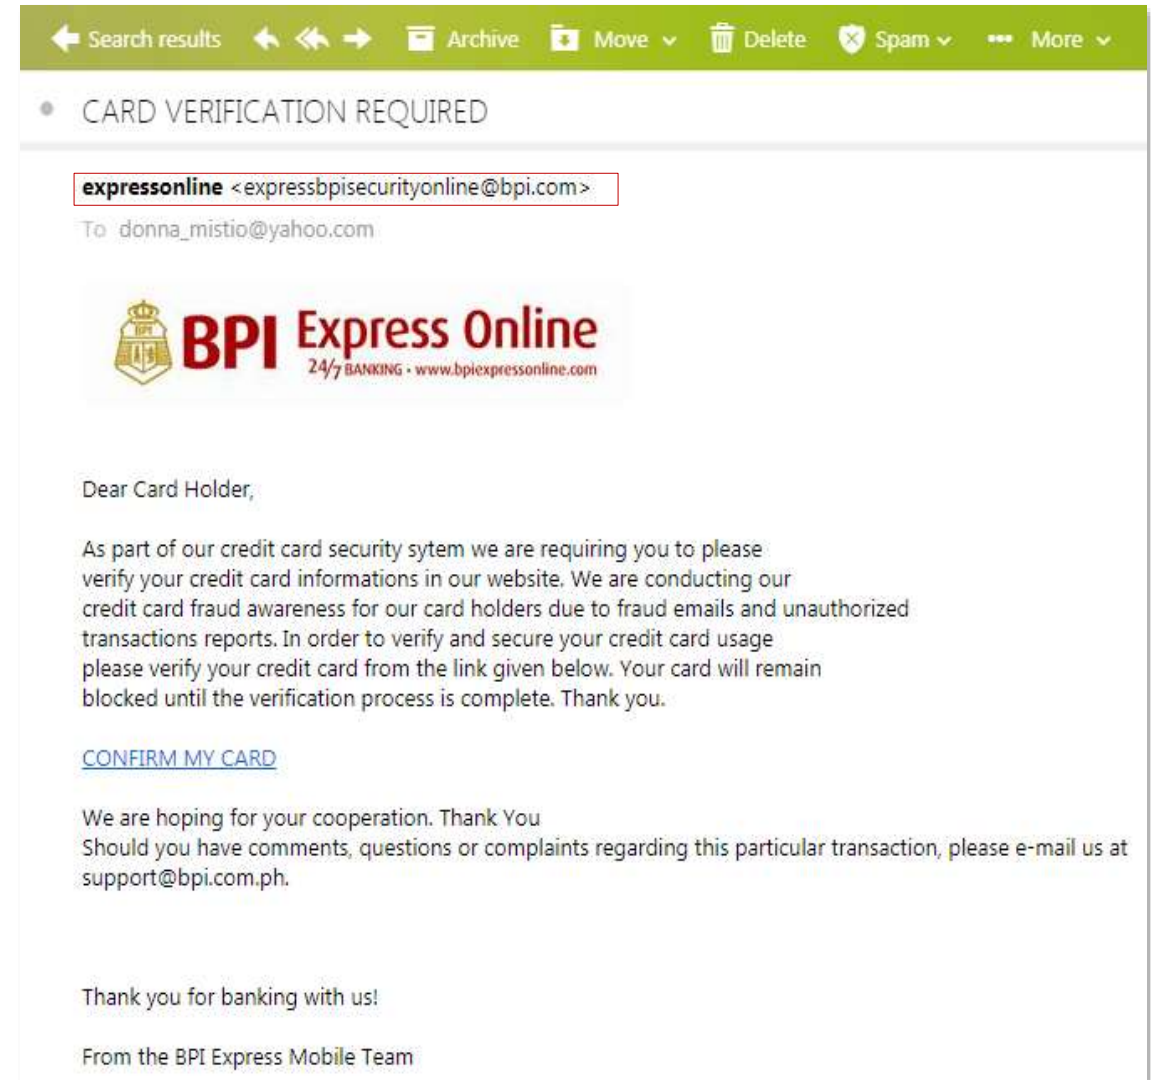 Search results Archive Move Delete Spam More
CARD VERIFICATION REQUIRED
expressonline <expressbpisecurityonline@bpi.com>
To donna_mistio@yahoo.com
BPI Express Online
24/7 BANKING • www.bpiexpressonline.com
Dear Card Holder,
As part of our credit card security sytem we are requiring you to please
verify your credit card informations in our website. We are conducting our
credit card fraud awareness for our card holders due to fraud emails and unauthorized
transactions reports. In order to verify and secure your credit card usage
please verify your credit card from the link given below. Your card will remain
blocked until the verification process is complete. Thank you.
CONFIRM MY CARD
We are hoping for your cooperation. Thank You
Should you have comments, questions or complaints regarding this particular transaction, please e-mail us at
support@bpi.com.ph.
Thank you for banking with us!
From the BPI Express Mobile Team